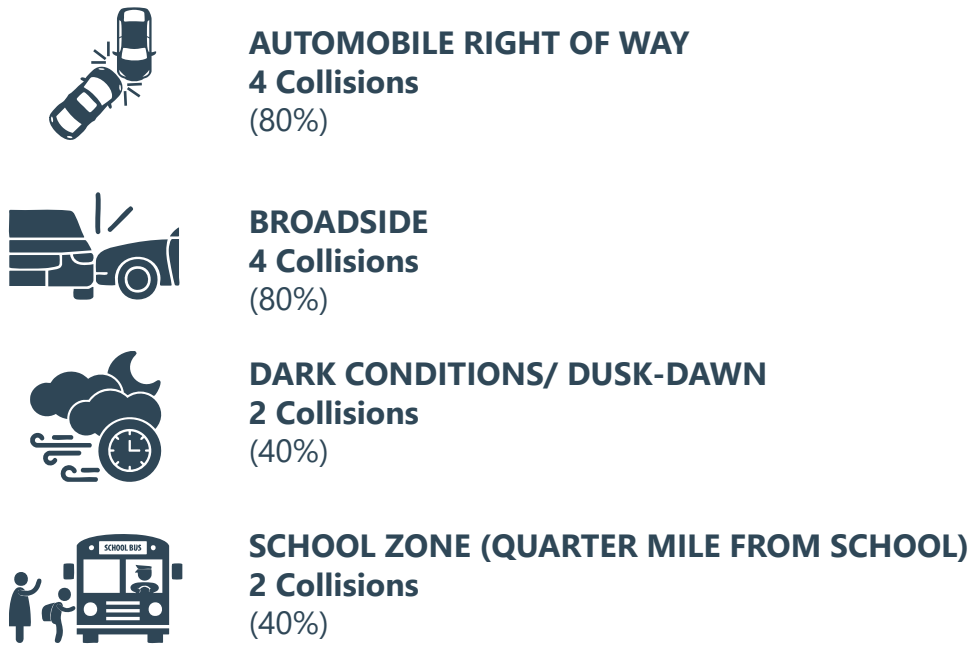 AUTOMOBILE RIGHT OF WAY
4 Collisions
(80%)
BROADSIDE
4 Collisions
(80%)
DARK CONDITIONS/ DUSK-DAWN
2 Collisions
(40%)
SCHOOL BUS
SCHOOL ZONE (QUARTER MILE FROM SCHOOL)
2 Collisions
(40%)